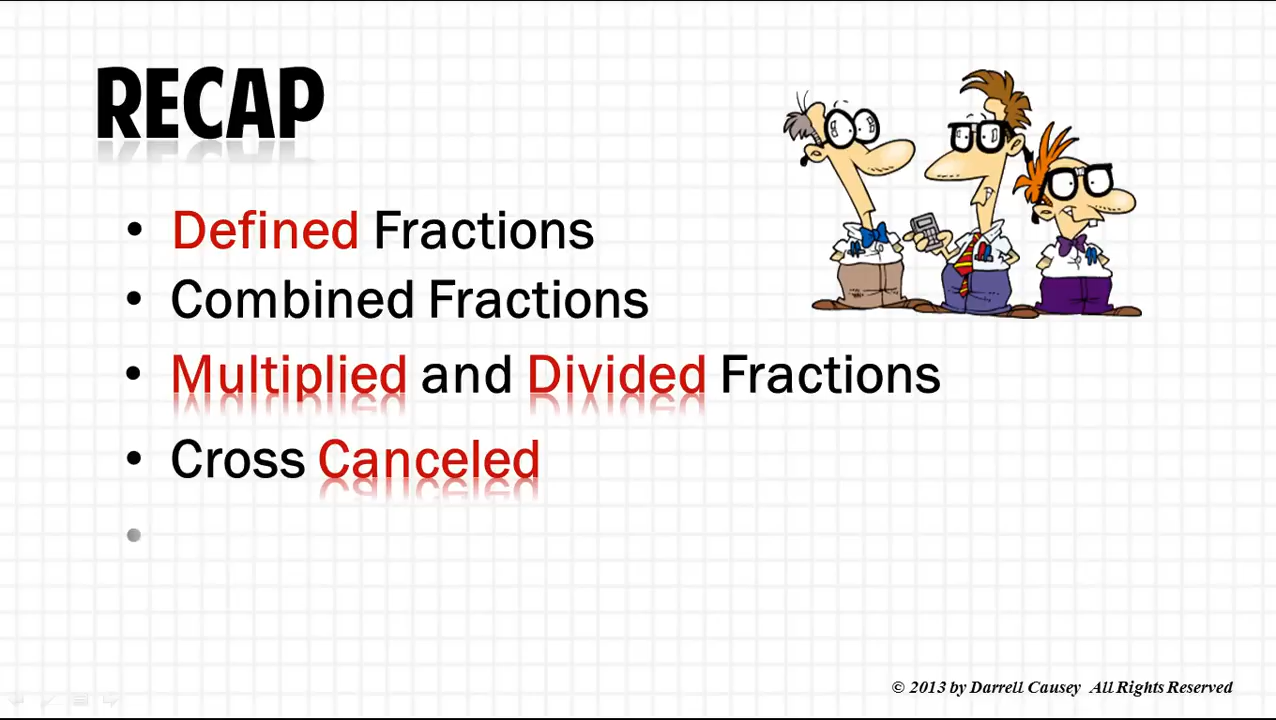 RECAP
• Defined Fractions
• Combined Fractions
• Multiplied and Divided Fractions
• Cross Canceled
•
© 2013 by Darrell Causey All Rights Reserved